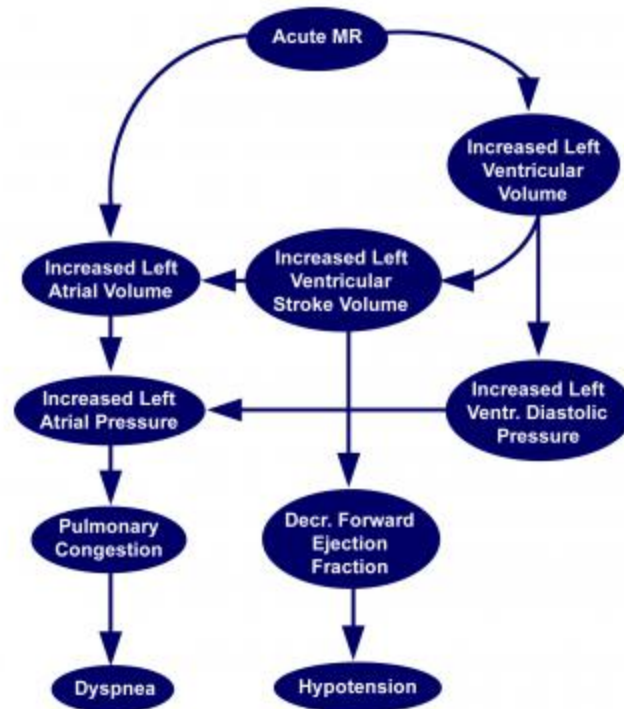 Acute MR
Increased Left
Ventricular
Volume
Increased Left
Atrial Volume
Increased Left
Ventricular
Stroke Volume
Increased Left
Atrial Pressure
Increased Left
Ventr. Diastolic
Pressure
Pulmonary
Congestion
Decr. Forward
Ejection
Fraction
Dyspnea
Hypotension